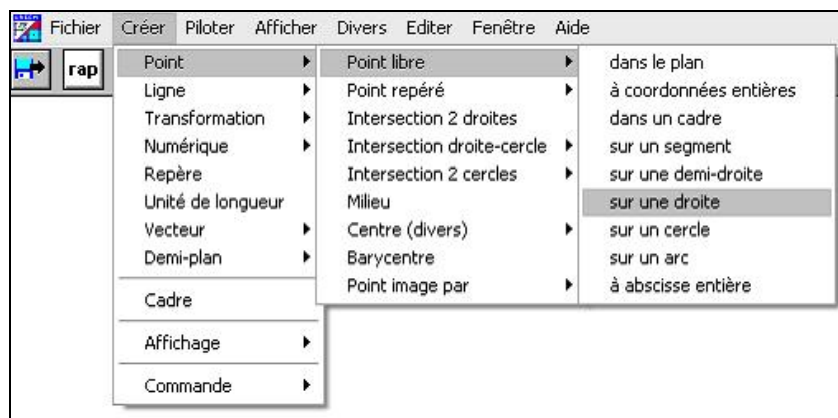 Fichier Créer Piloter Afficher Divers Editer Fenêtre Aide
rap
Point
Ligne
Transformation
Numérique
Repère
Unité de longueur
Vecteur
Demi-plan
Cadre
Affichage
Commande
Point libre
Point repéré
Intersection 2 droites
Intersection droite-cercle
Intersection 2 cercles
Milieu
Centre (divers)
Barycentre
Point image par
dans le plan
à coordonnées entières
dans un cadre
sur un segment
sur une demi-droite
sur une droite
sur un cercle
sur un arc
à abscisse entière